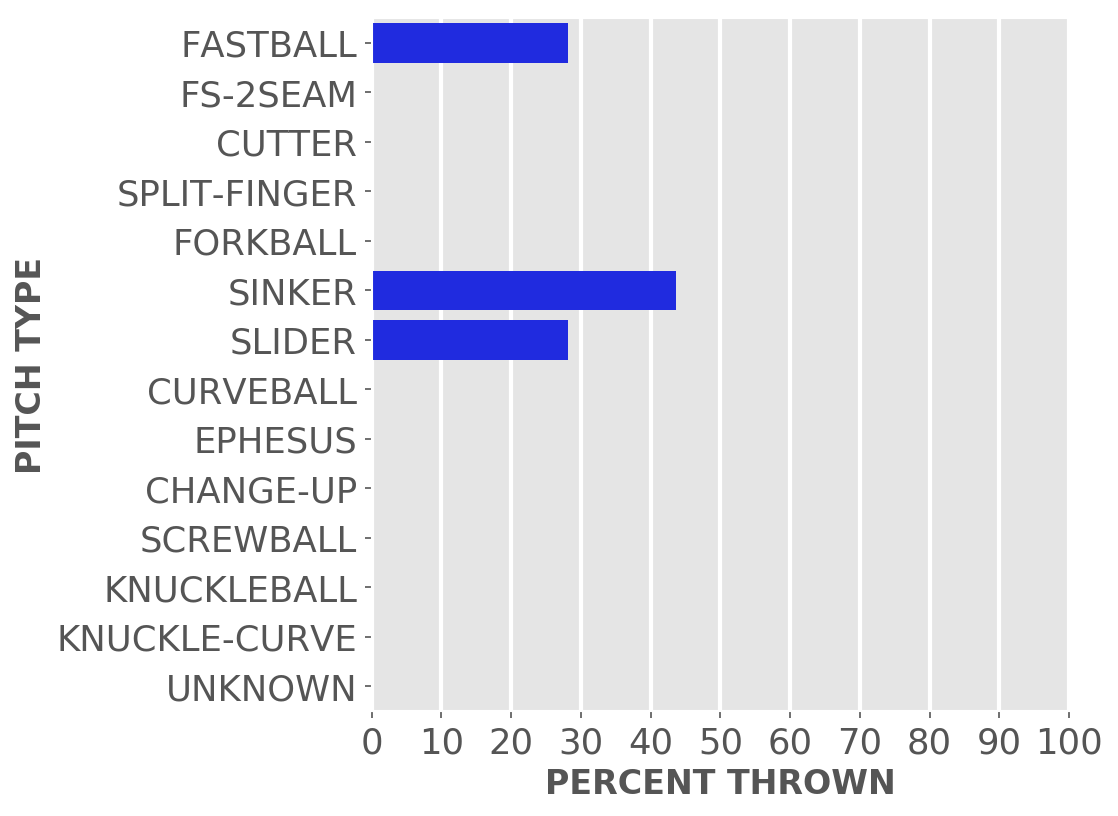 FASTBALL
FS-2SEAM
CUTTER
SPLIT-FINGER
FORKBALL
SINKER
SLIDER
CURVEBALL
EPHESUS
CHANGE-UP
SCREWBALL
KNUCKLEBALL
KNUCKLE-CURVE
UNKNOWN
PITCH TYPE
0 10 20 30 40 50 60 70 80 90 100
PERCENT THROWN